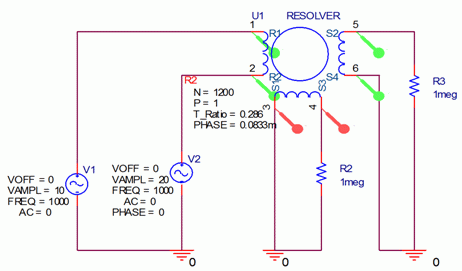 U1 RESOLVER
1 R1 S2 5
2 R2 S4 6
R2
S1 S3
3 4
N = 1200
P = 1
T_Ratio = 0.286
PHASE = 0.0833m
R3
1meg
R2
1meg
V1
VOFF = 0
VAMPL = 10
FREQ = 1000
AC = 0
V2
VOFF = 0
VAMPL = 20
FREQ = 1000
AC = 0
PHASE = 0
0 0 0 0